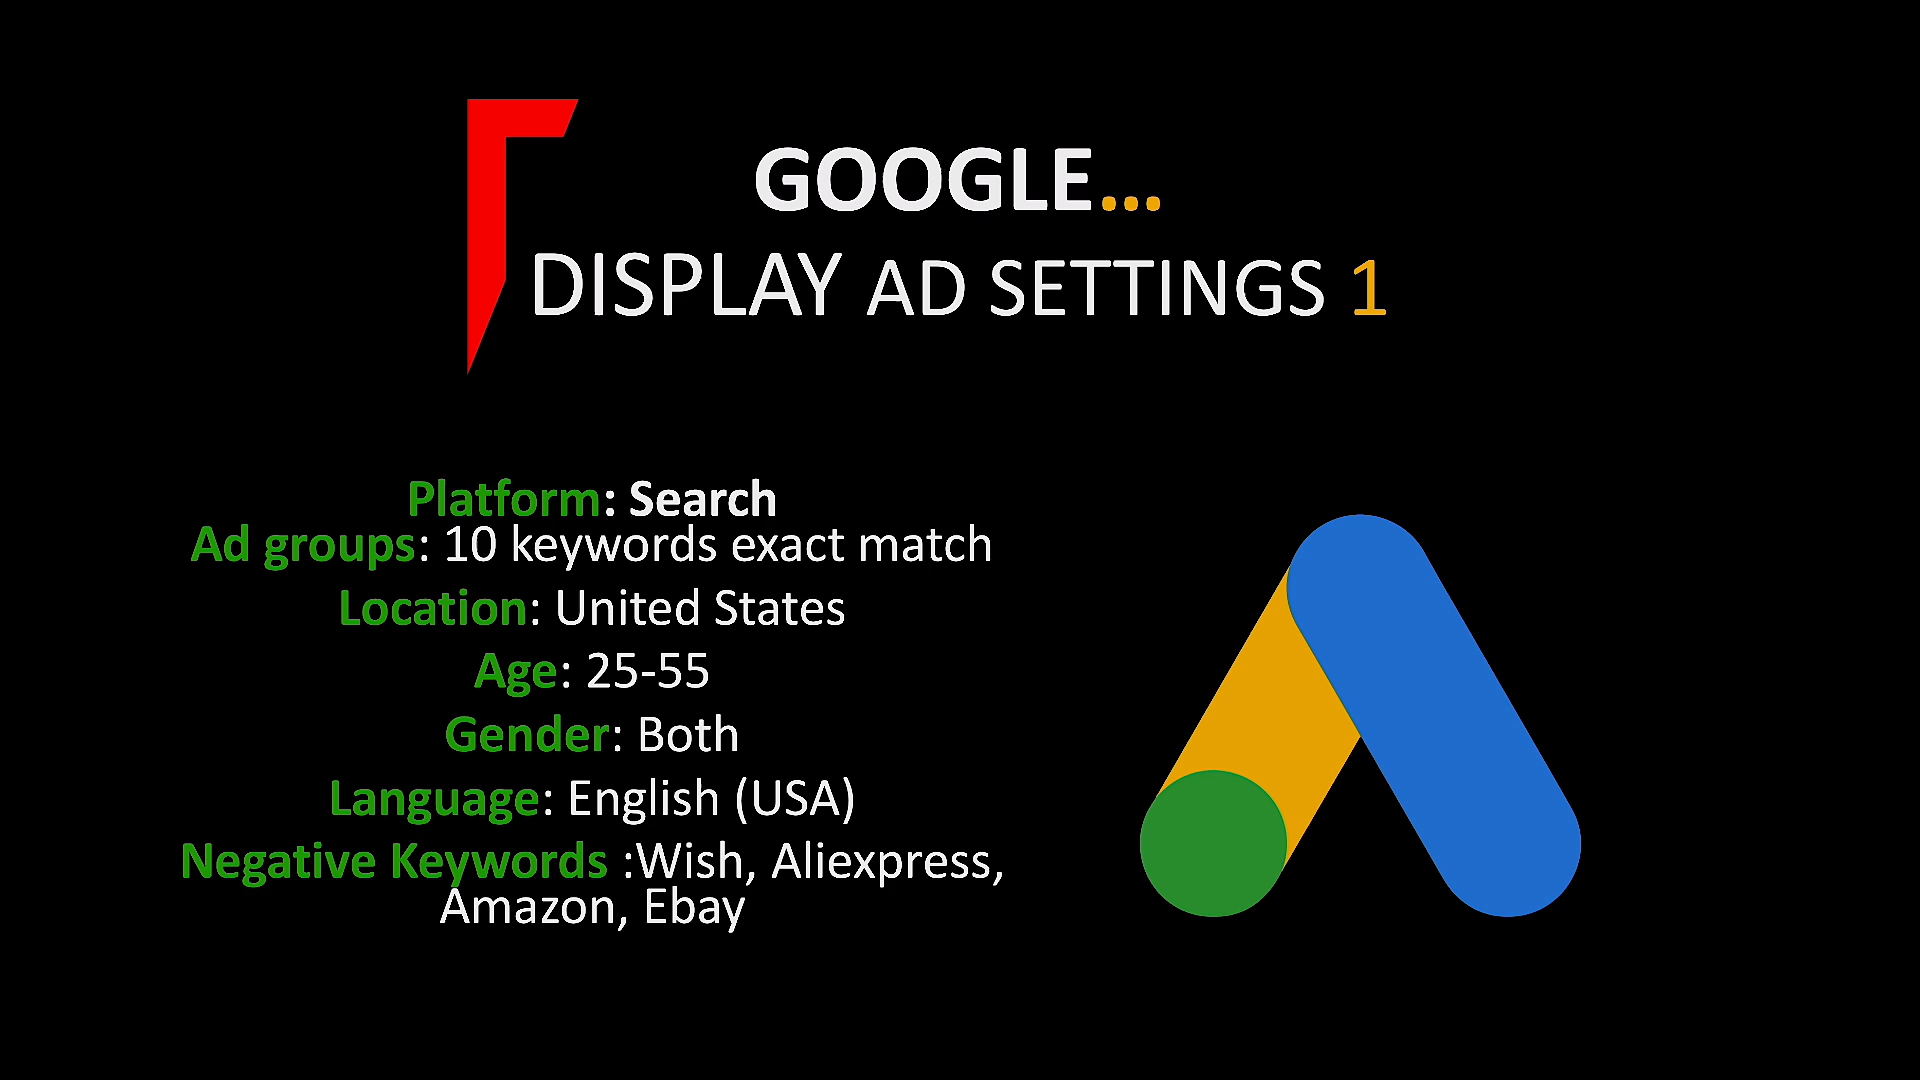 GOOGLE...
DISPLAY AD SETTINGS 1
Platform: Search
Ad groups: 10 keywords exact match
Location: United States
Age: 25-55
Gender: Both
Language: English (USA)
Negative Keywords :Wish, Aliexpress,
Amazon, Ebay